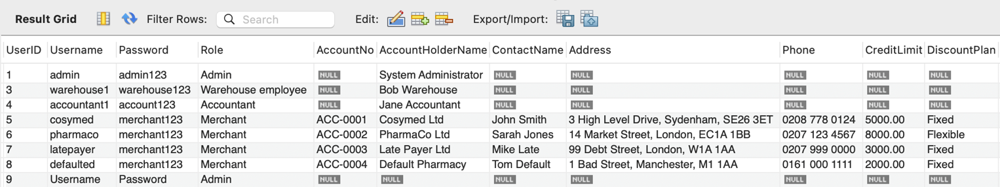 Result Grid Filter Rows: Search Edit: Export/Import:
UserID Username Password Role AccountNo AccountHolderName ContactName Address Phone CreditLimit DiscountPlan
1 admin admin123 Admin NULL System Administrator NULL NULL NULL NULL NULL
3 warehouse1 warehouse123 Warehouse employee NULL Bob Warehouse NULL NULL NULL NULL NULL
4 accountant1 account123 Accountant NULL Jane Accountant NULL NULL NULL NULL NULL
5 cosymed merchant123 Merchant ACC-0001 Cosymed Ltd John Smith 3 High Level Drive, Sydenham, SE26 3ET 0208 778 0124 5000.00 Fixed
6 pharmaco merchant123 Merchant ACC-0002 PharmaCo Ltd Sarah Jones 14 Market Street, London, EC1A 1BB 0207 123 4567 8000.00 Flexible
7 latepayer merchant123 Merchant ACC-0003 Late Payer Ltd Mike Late 99 Debt Street, London, W1A 1AA 0207 999 0000 3000.00 Fixed
8 defaulted merchant123 Merchant ACC-0004 Default Pharmacy Tom Default 1 Bad Street, Manchester, M1 1AA 0161 000 1111 2000.00 Fixed
9 Username Password Admin NULL NULL NULL NULL NULL NULL NULL